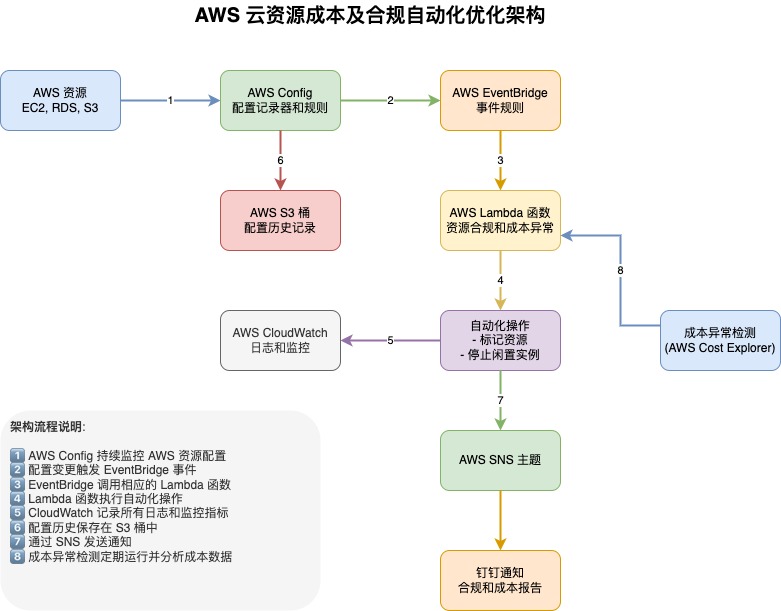 AWS 云资源成本及合规自动化优化架构
AWS 资源
EC2, RDS, S3
1
AWS Config
配置记录器和规则
2
AWS EventBridge
事件规则
6
3
AWS S3 桶
配置历史记录
AWS Lambda 函数
资源合规和成本异常
8
4
AWS CloudWatch
日志和监控
5
自动化操作
- 标记资源
- 停止闲置实例
成本异常检测
(AWS Cost Explorer)
7
AWS SNS 主题
钉钉通知
合规和成本报告
架构流程说明:
1 AWS Config 持续监控 AWS 资源配置
2 配置变更触发 EventBridge 事件
3 EventBridge 调用相应的 Lambda 函数
4 Lambda 函数执行自动化操作
5 CloudWatch 记录所有日志和监控指标
6 配置历史保存在 S3 桶中
7 通过 SNS 发送通知
8 成本异常检测定期运行并分析成本数据